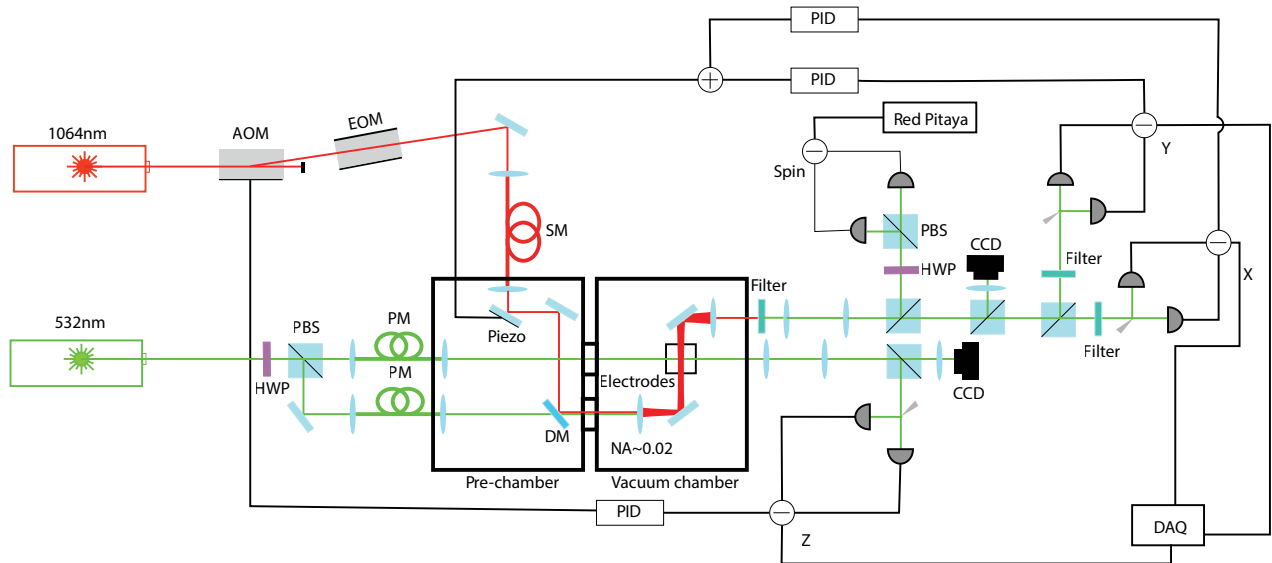 PID
PID
Red Pitaya
1064nm
AOM
EOM
Spin
Y
SM
PBS
CCD
HWP
Filter
X
Filter
532nm
PBS
PM
Piezo
Filter
HWP
PM
Electrodes
CCD
DM
NA~0.02
Pre-chamber
Vacuum chamber
PID
Z
DAQ